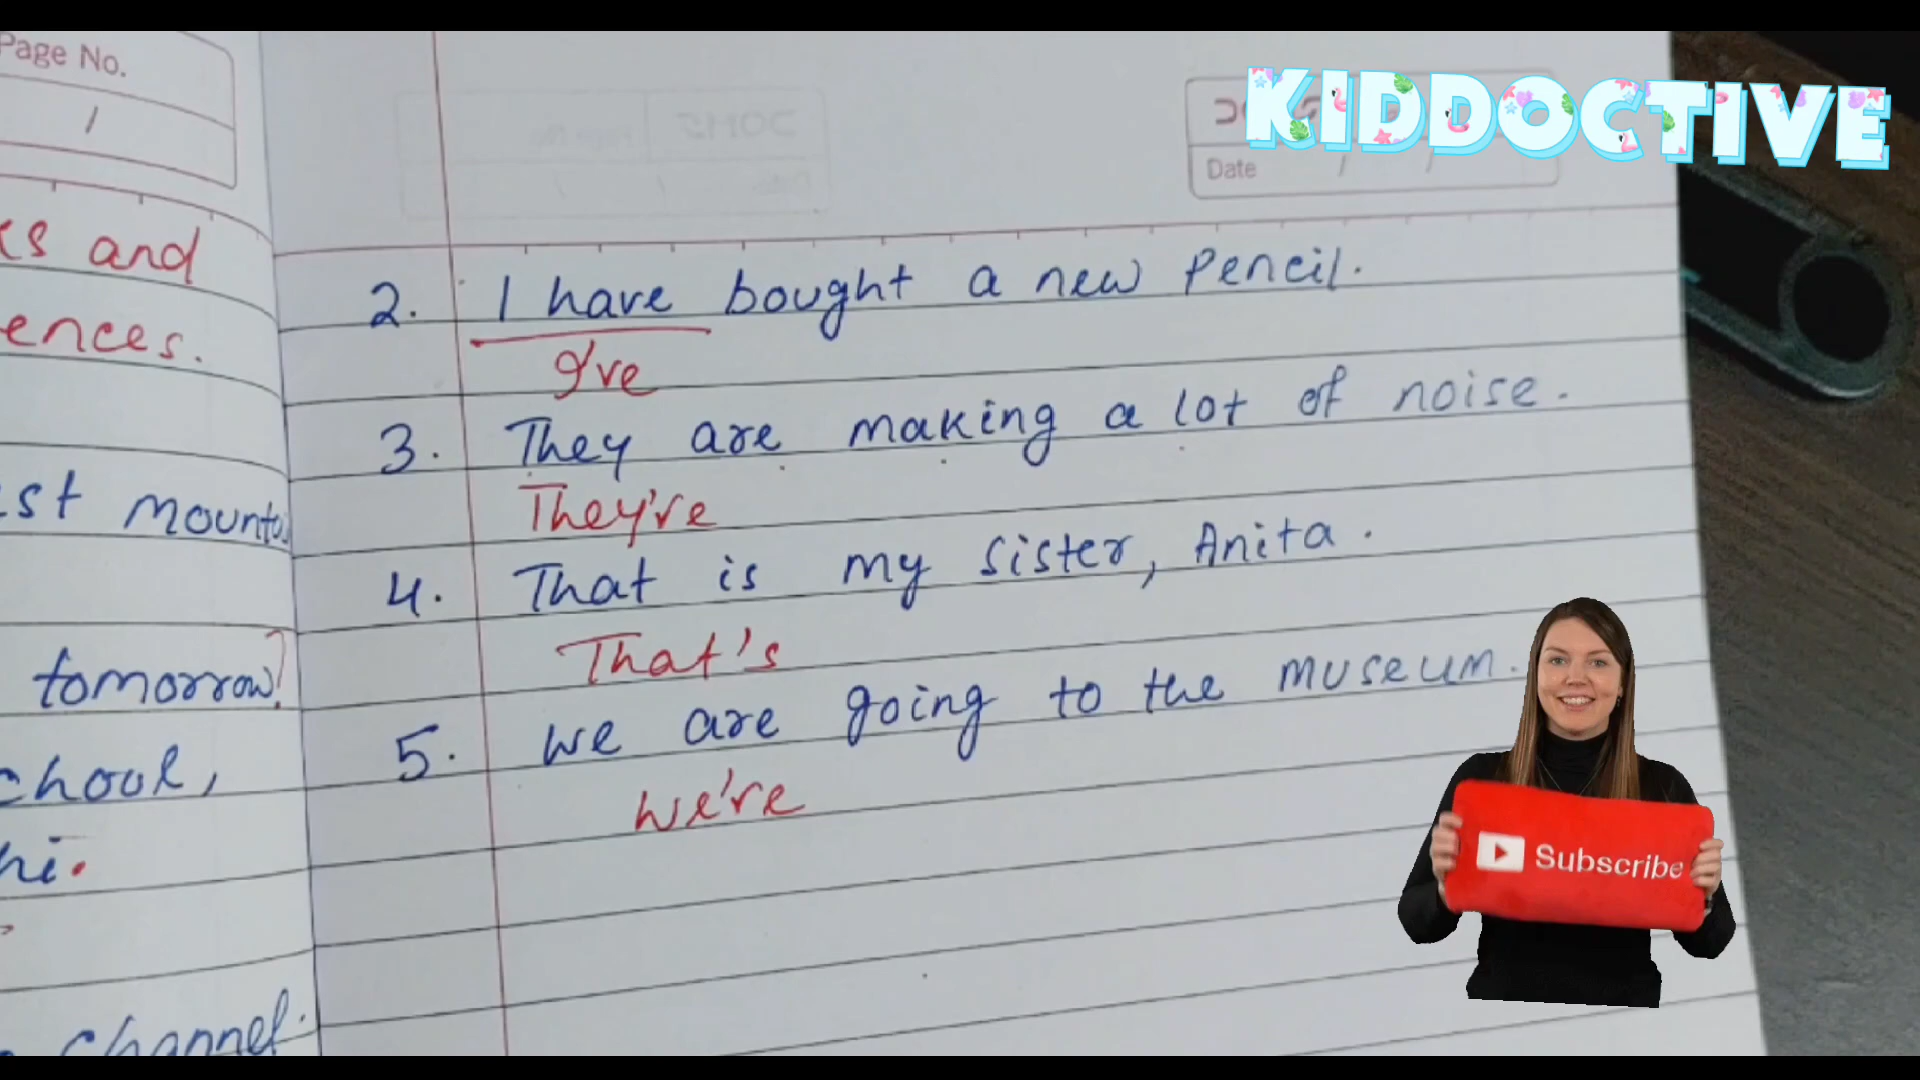 Page No.
1
and
ences.
mounta
tomorrow?
chool,
hi.
channel.
KIDDOCTIVE
Date / /
2. I have bought a new Pencil.
I've
3. They are making a lot of noise.
They're
4. That is my sister, Anita.
That's
5. we are going to the museum.
we're
Subscribe